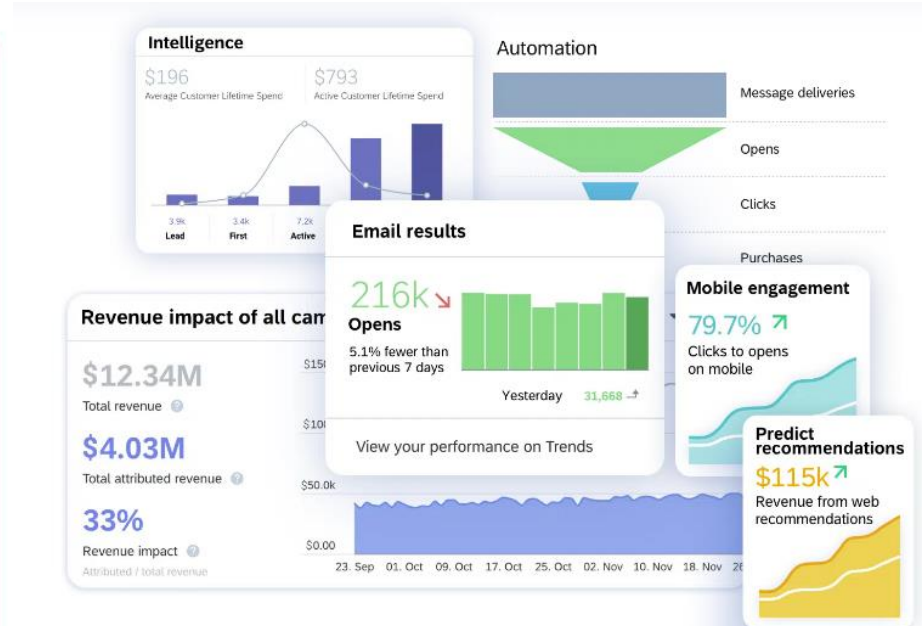 Intelligence
$196
$793
Average Customer Lifetime Spend
Active Customer Lifetime Spend
3.9k
3.4k
7.2k
Lead
First
Active
Automation
Message deliveries
Opens
Clicks
Purchases
Email results
216k
Opens
5.1% fewer than
previous 7 days
Yesterday 31,668
View your performance on Trends
Mobile engagement
79.7%
Clicks to opens
on mobile
Predict
recommendations
$115k
Revenue from web
recommendations
Revenue impact of all
$12.34M
Total revenue
$4.03M
Total attributed revenue
33%
Revenue impact
Attributed / total revenue
$50.0k
$0.00
23. Sep 01. Oct 09. Oct 17. Oct 25. Oct 02. Nov 10. Nov 18. Nov